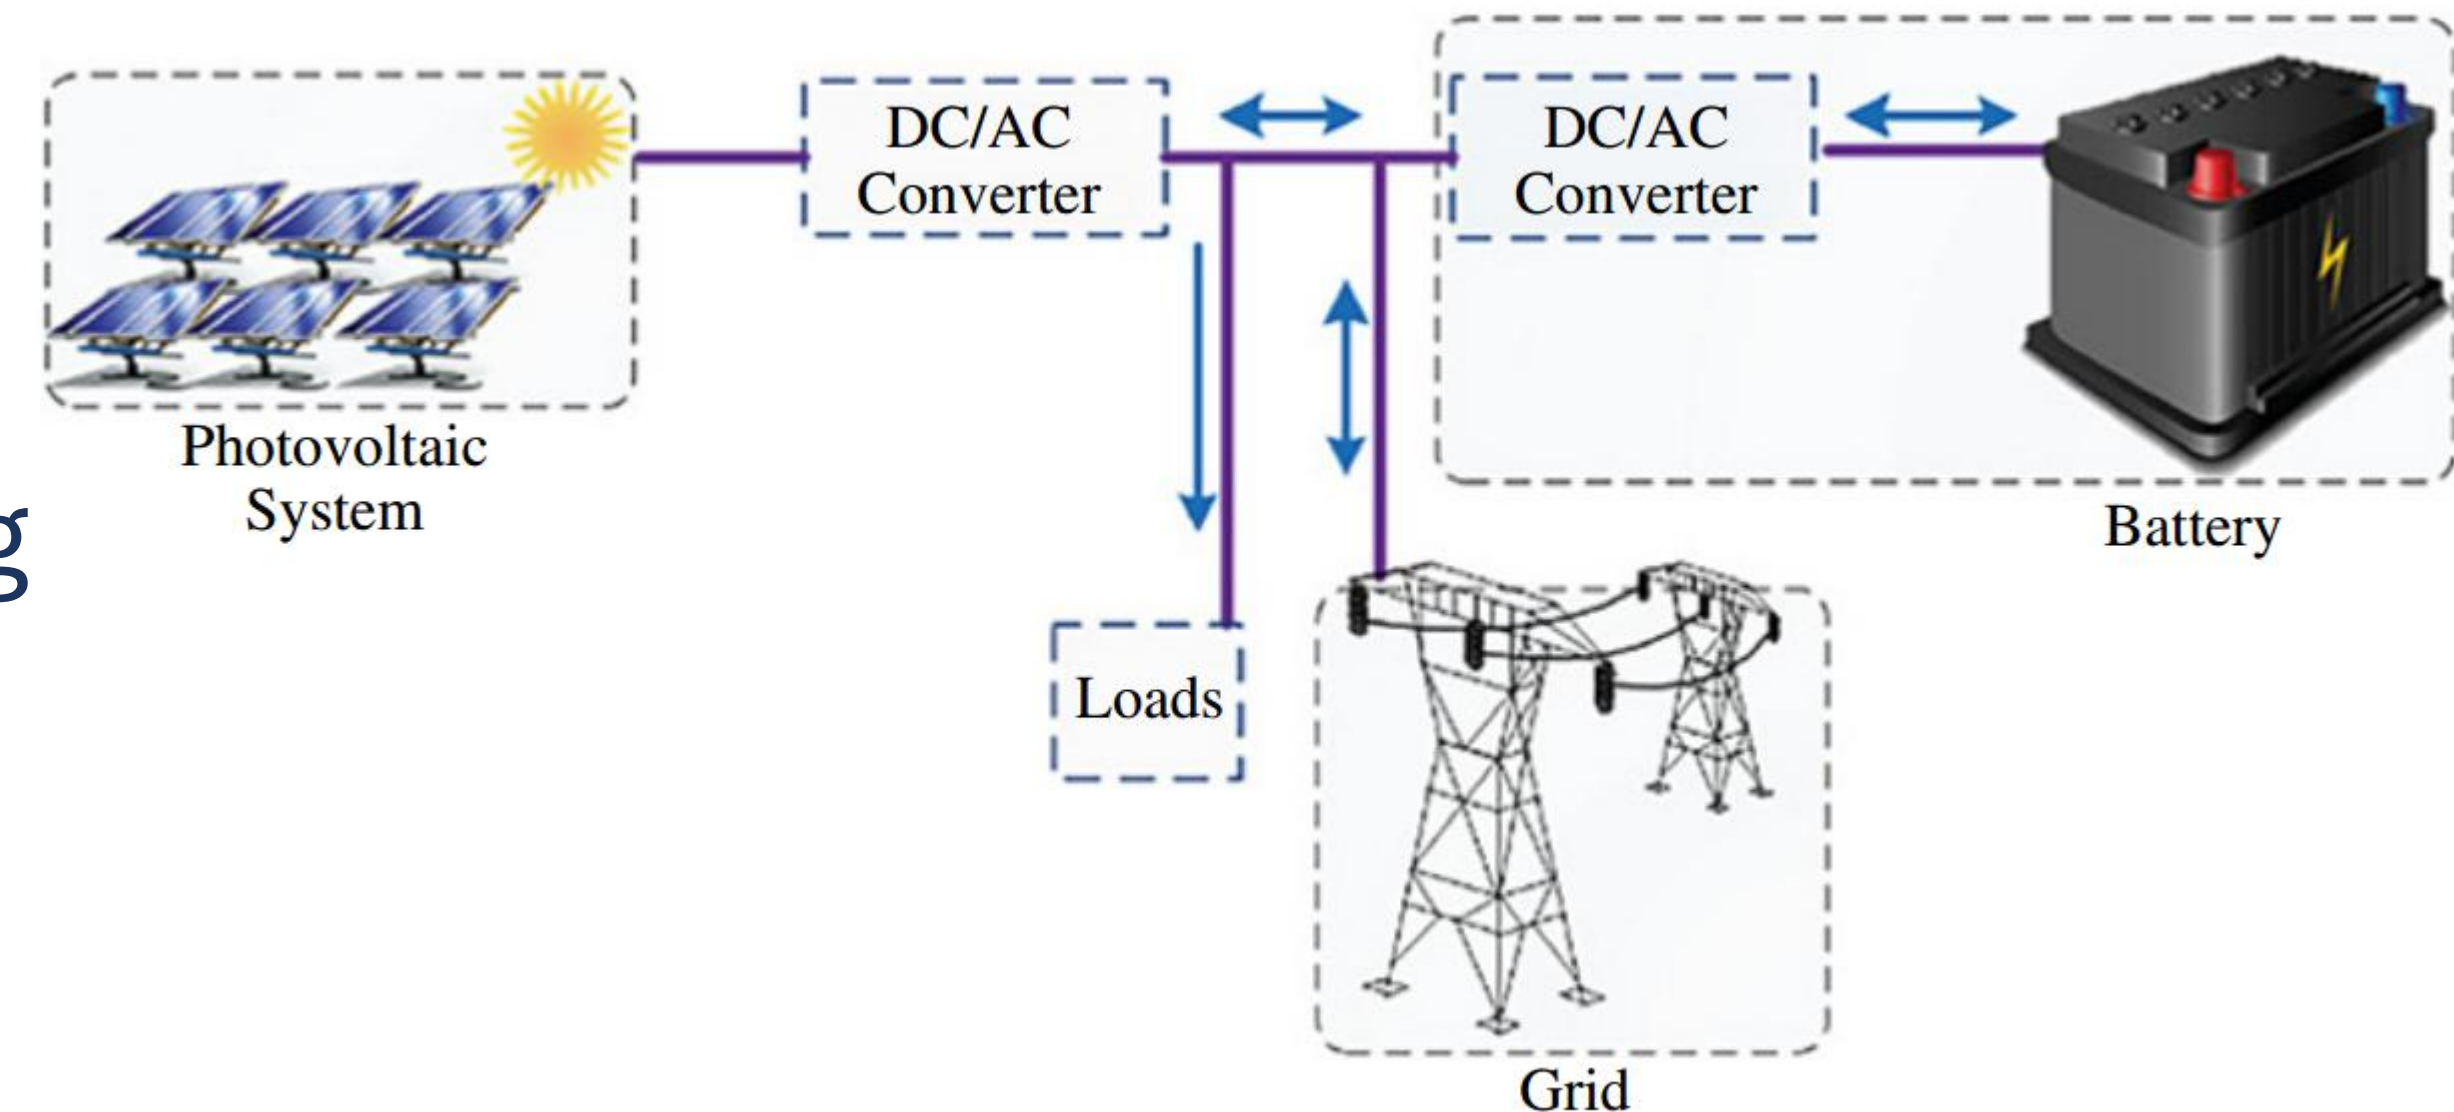 DC/AC
Converter
DC/AC
Converter
Photovoltaic
System
g
Battery
Loads
Grid